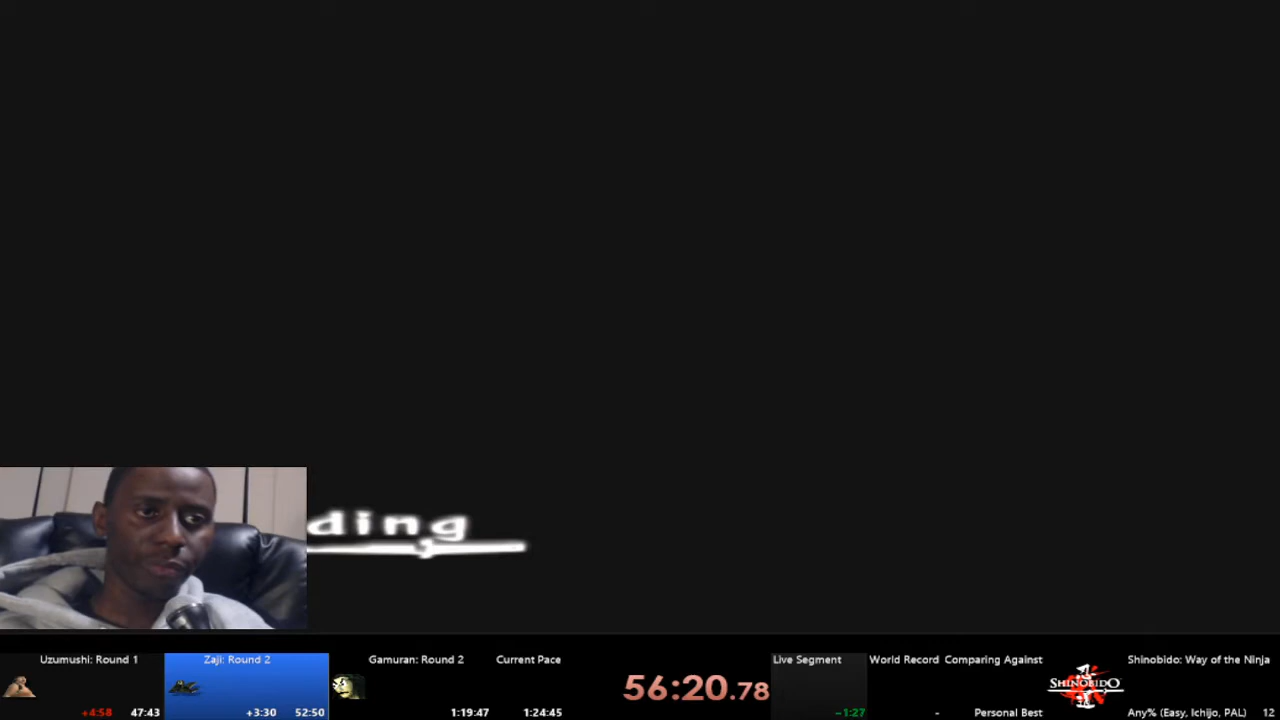 ding
Uzumushi: Round 1
+4:58 47:43
Zaji: Round 2
+3:30 52:50
Gamuran: Round 2
1:19:47
Current Pace
1:24:45
56:20.78
Live Segment
-1:27
World Record
-
Comparing Against
Personal Best
SHINOBIDO
Shinobido: Way of the Ninja
Any% (Easy, Ichijo, PAL) 12